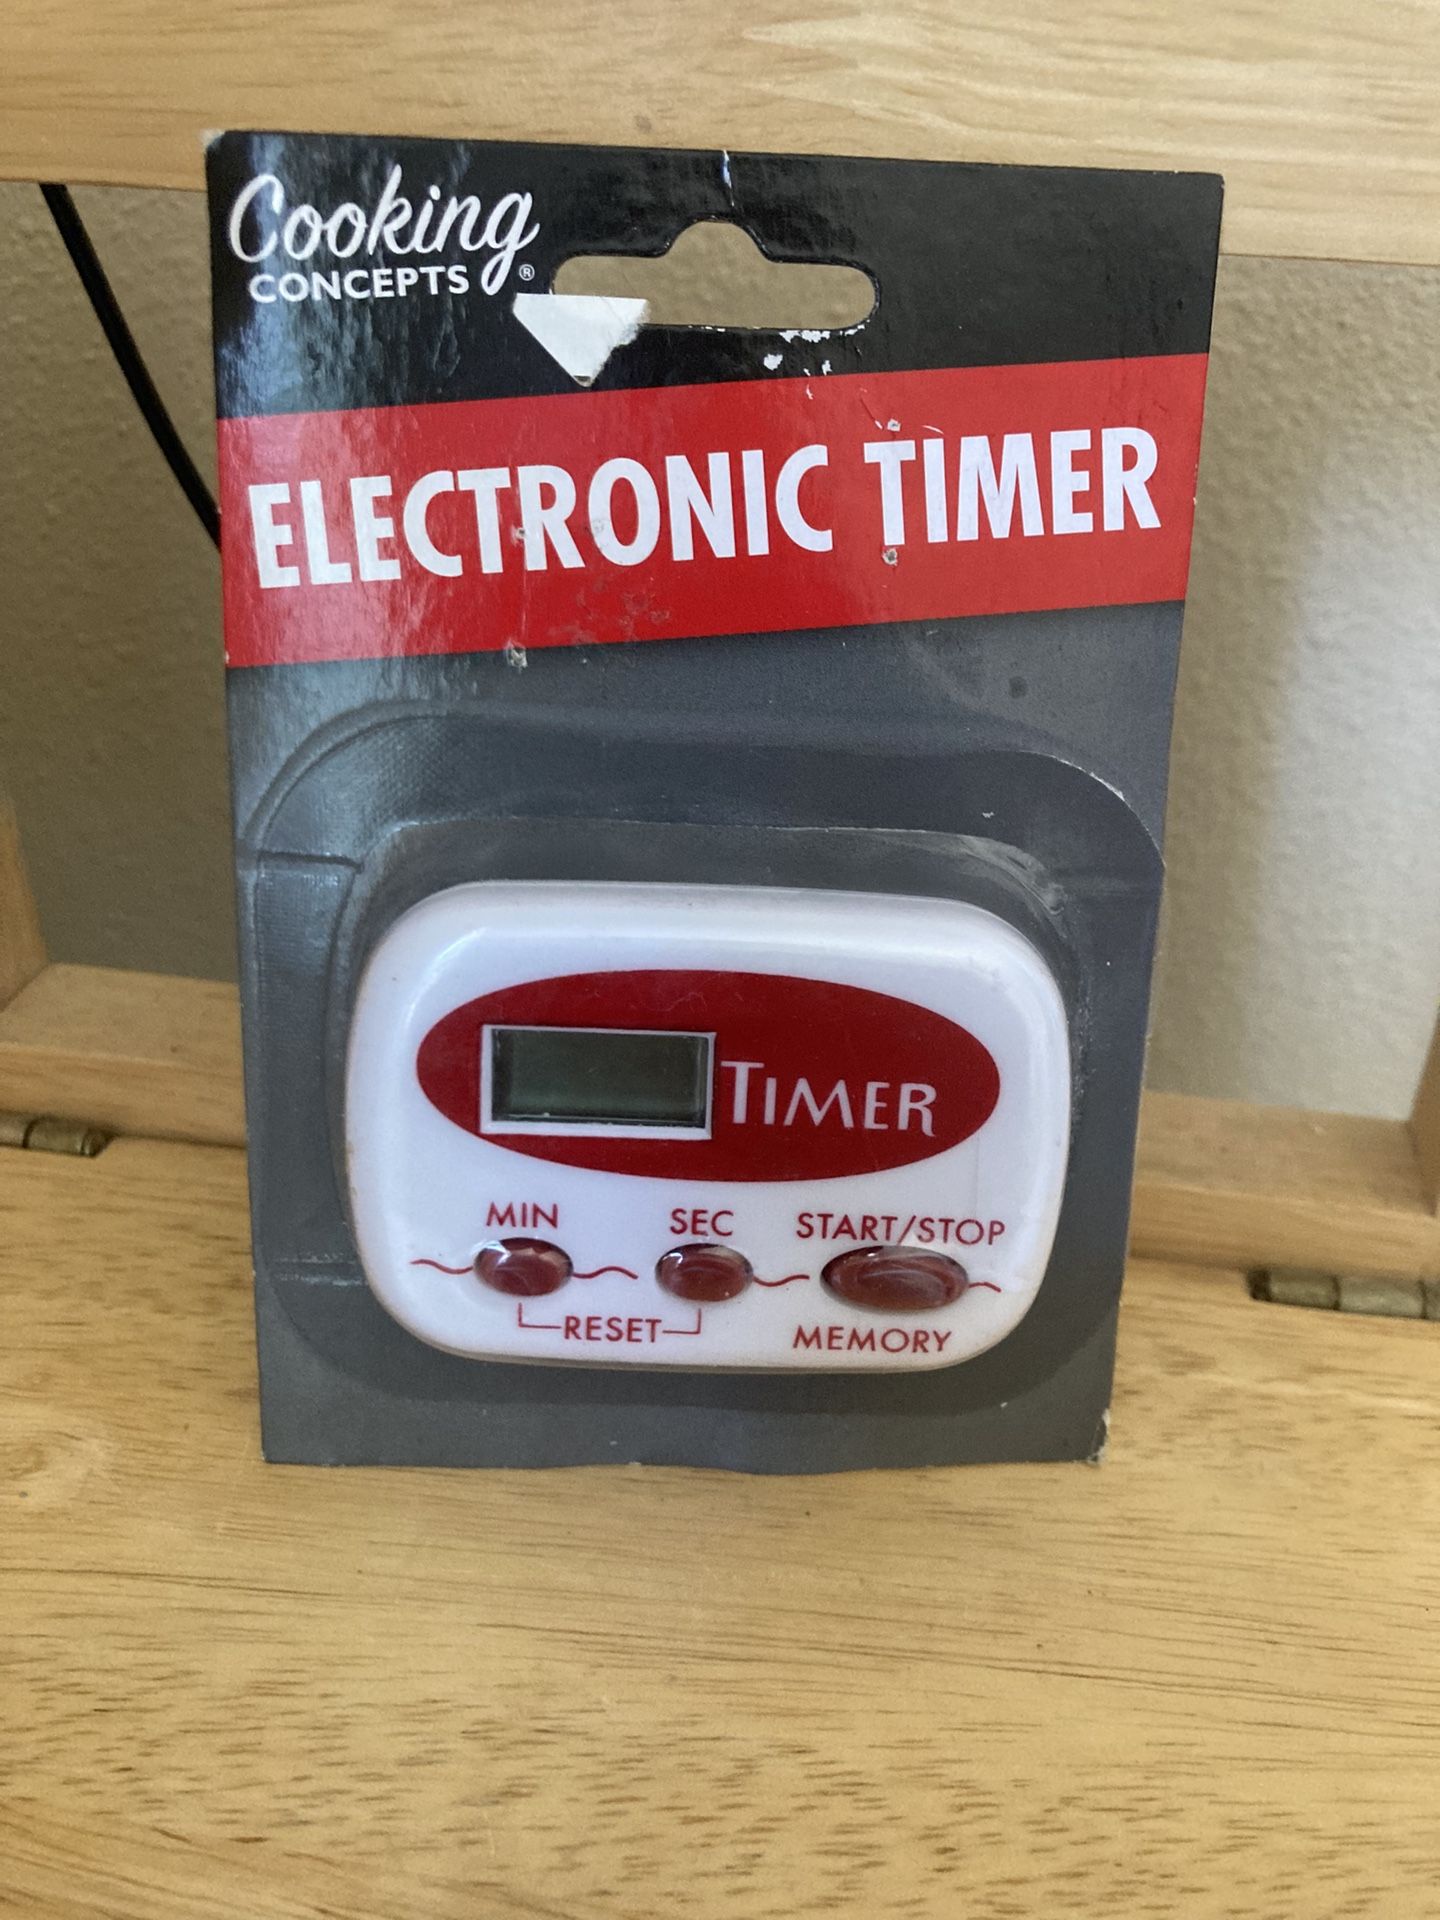 Cooking
CONCEPTS ®
ELECTRONIC TIMER
TIMER
MIN SEC START/STOP
RESET MEMORY